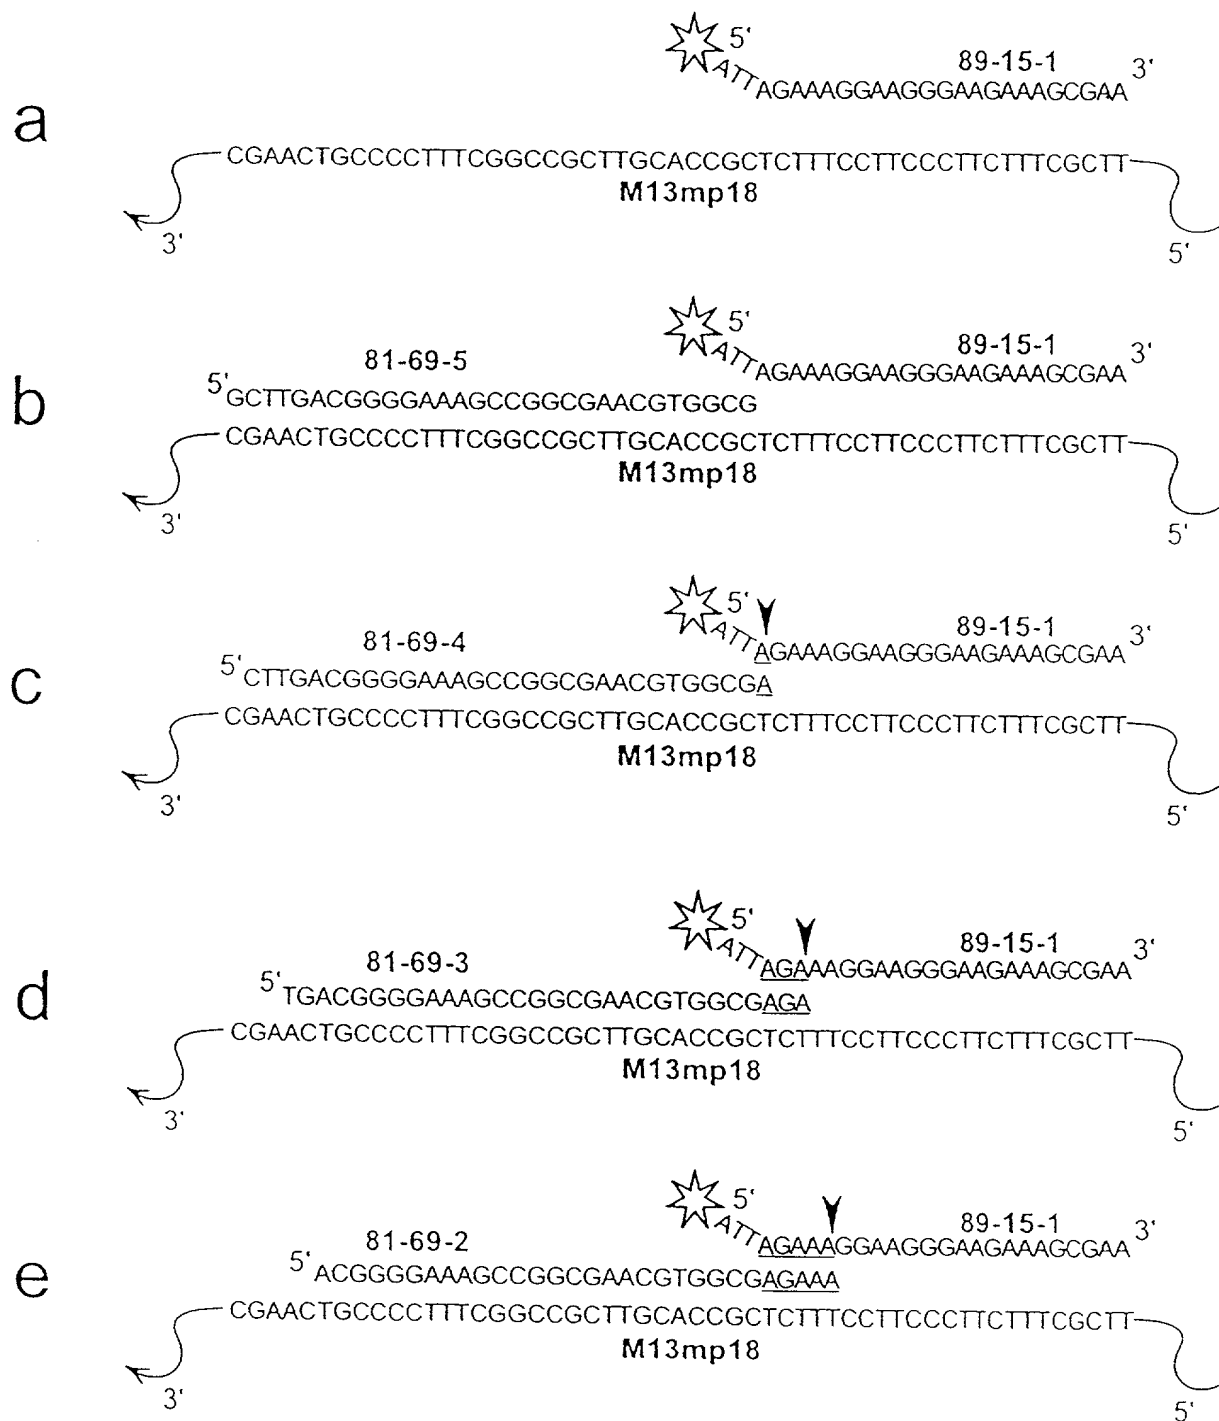 a
5'
89-15-1
3'
ATTAGAAAGGAAGGGAAGAAAGCGAA
CGAACTGCCCCTTTCGGCCGCTTGCACCGCTCTTTCCTTCCCTTCTTTCGCTT
M13mp18
3'
5'
b
5'
89-15-1
3'
ATTAGAAAGGAAGGGAAGAAAGCGAA
81-69-5
5'
GCTTGACGGGGAAAGCCGGCGAACGTGGCG
CGAACTGCCCCTTTCGGCCGCTTGCACCGCTCTTTCCTTCCCTTCTTTCGCTT
M13mp18
3'
5'
c
5'
89-15-1
3'
ATTAGAAAGGAAGGGAAGAAAGCGAA
81-69-4
5'
CTTGACGGGGAAAGCCGGCGAACGTGGCGA
CGAACTGCCCCTTTCGGCCGCTTGCACCGCTCTTTCCTTCCCTTCTTTCGCTT
M13mp18
3'
5'
d
5'
89-15-1
3'
ATTAGAAAGGAAGGGAAGAAAGCGAA
81-69-3
5'
TGACGGGGAAAGCCGGCGAACGTGGCGAGA
CGAACTGCCCCTTTCGGCCGCTTGCACCGCTCTTTCCTTCCCTTCTTTCGCTT
M13mp18
3'
5'
e
5'
89-15-1
3'
ATTAGAAAGGAAGGGAAGAAAGCGAA
81-69-2
5'
ACGGGGAAAGCCGGCGAACGTGGCGAGAAA
CGAACTGCCCCTTTCGGCCGCTTGCACCGCTCTTTCCTTCCCTTCTTTCGCTT
M13mp18
3'
5'